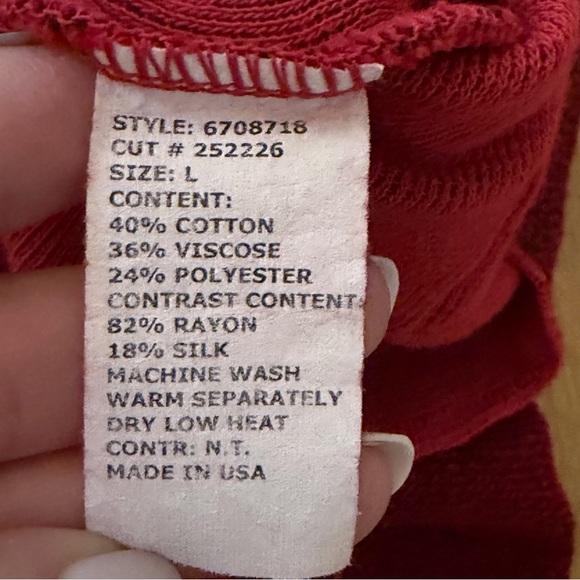 STYLE: 6708718
CUT # 252226
SIZE: L
CONTENT:
40% COTTON
36% VISCOSE
24% POLYESTER
CONTRAST CONTENT:
82% RAYON
18% SILK
MACHINE WASH
WARM SEPARATELY
DRY LOW HEAT
CONTR: N.T.
MADE IN USA